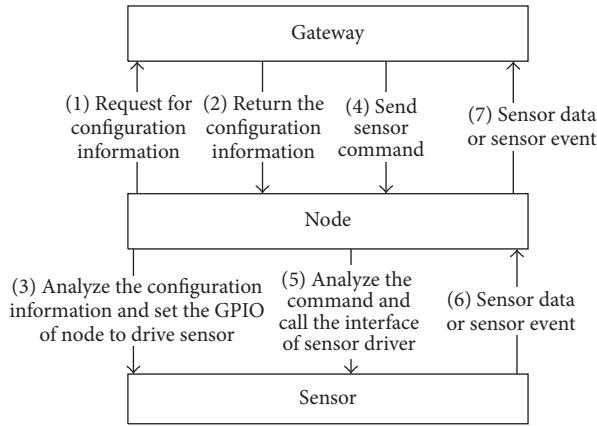 Gateway
(1) Request for
configuration
information
(2) Return the
configuration
information
(4) Send
sensor
command
(7) Sensor data
or sensor event
Node
(3) Analyze the configuration
information and set the GPIO
of node to drive sensor
(5) Analyze the
command and
call the interface
of sensor driver
(6) Sensor data
or sensor event
Sensor